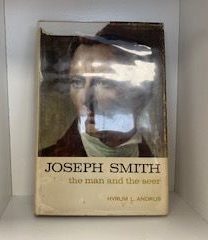 JOSEPH SMITH
the man and the seer
HYRUM L. ANDRUS